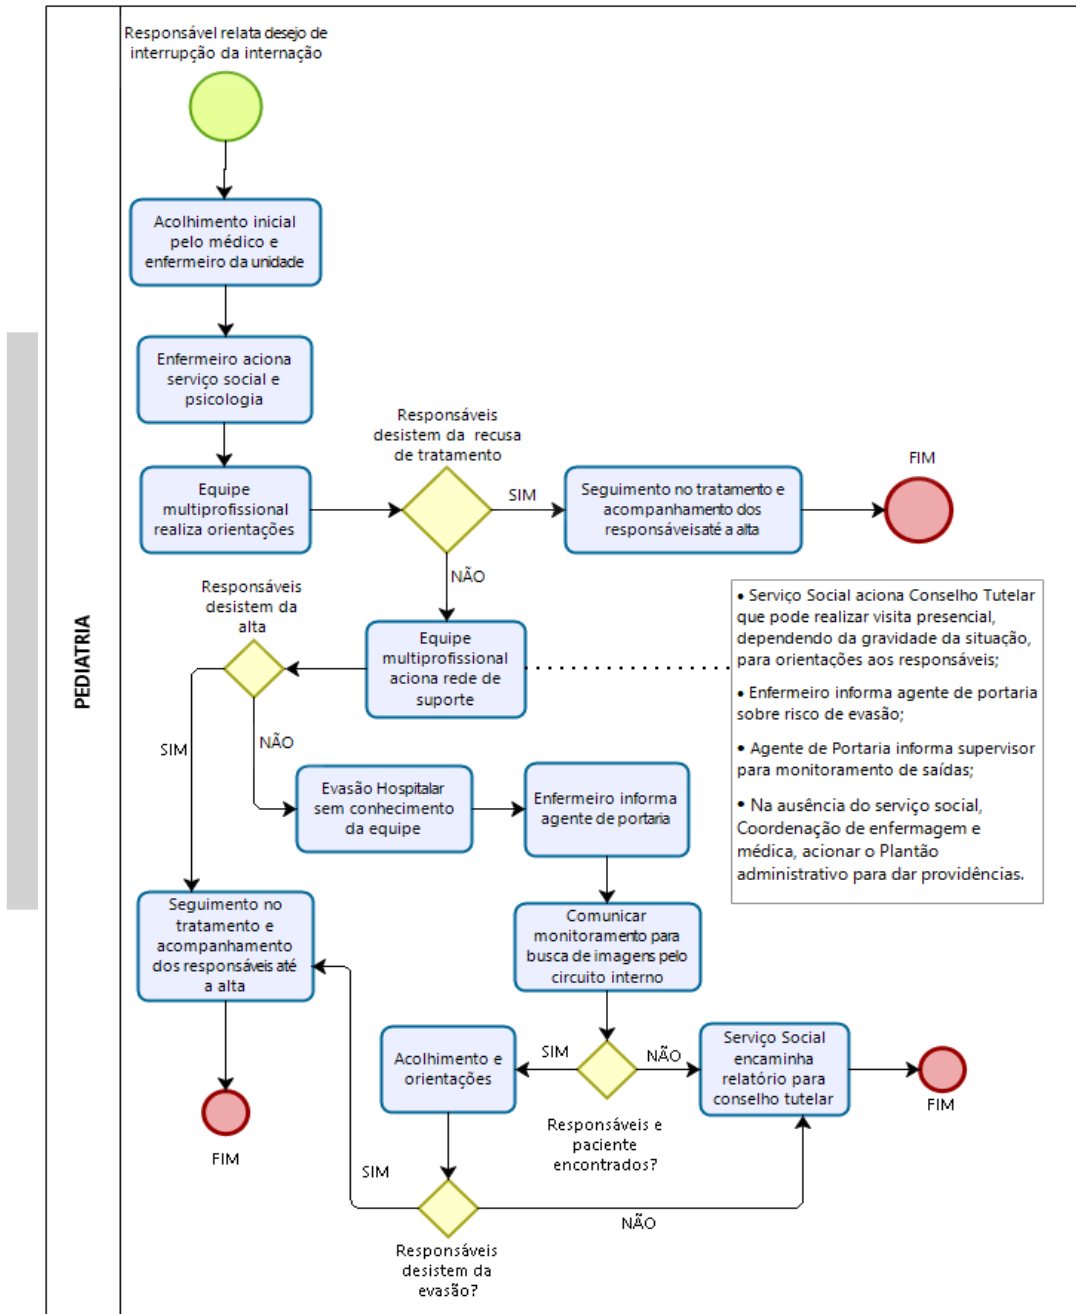 PEDIATRIA
Responsável relata desejo de
interrupção da internação
Acolhimento inicial
pelo médico e
enfermeiro da unidade
Enfermeiro aciona
serviço social e
psicologia
Equipe
multiprofissional
realiza orientações
Responsáveis
desistem da recusa
de tratamento
SIM
Seguimento no tratamento e
acompanhamento dos
responsáveis até a alta
FIM
NÃO
Equipe
multiprofissional
aciona rede de
suporte
• Serviço Social aciona Conselho Tutelar
que pode realizar visita presencial,
dependendo da gravidade da situação,
para orientações aos responsáveis;
• Enfermeiro informa agente de portaria
sobre risco de evasão;
• Agente de Portaria informa supervisor
para monitoramento de saídas;
• Na ausência do serviço social,
Coordenação de enfermagem e
médica, acionar o Plantão
administrativo para dar providências.
Responsáveis
desistem da
alta
SIM
NÃO
Evasão Hospitalar
sem conhecimento
da equipe
Enfermeiro informa
agente de portaria
Comunicar
monitoramento para
busca de imagens pelo
circuito interno
Seguimento no
tratamento e
acompanhamento
dos responsáveis até
a alta
FIM
Responsáveis e
paciente
encontrados?
SIM
NÃO
Acolhimento e
orientações
Serviço Social
encaminha
relatório para
conselho tutelar
FIM
Responsáveis
desistem da
evasão?
SIM
NÃO